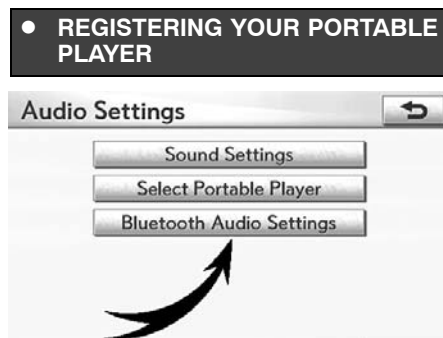 ● REGISTERING YOUR PORTABLE
PLAYER
Audio Settings
Sound Settings
Select Portable Player
Bluetooth Audio Settings